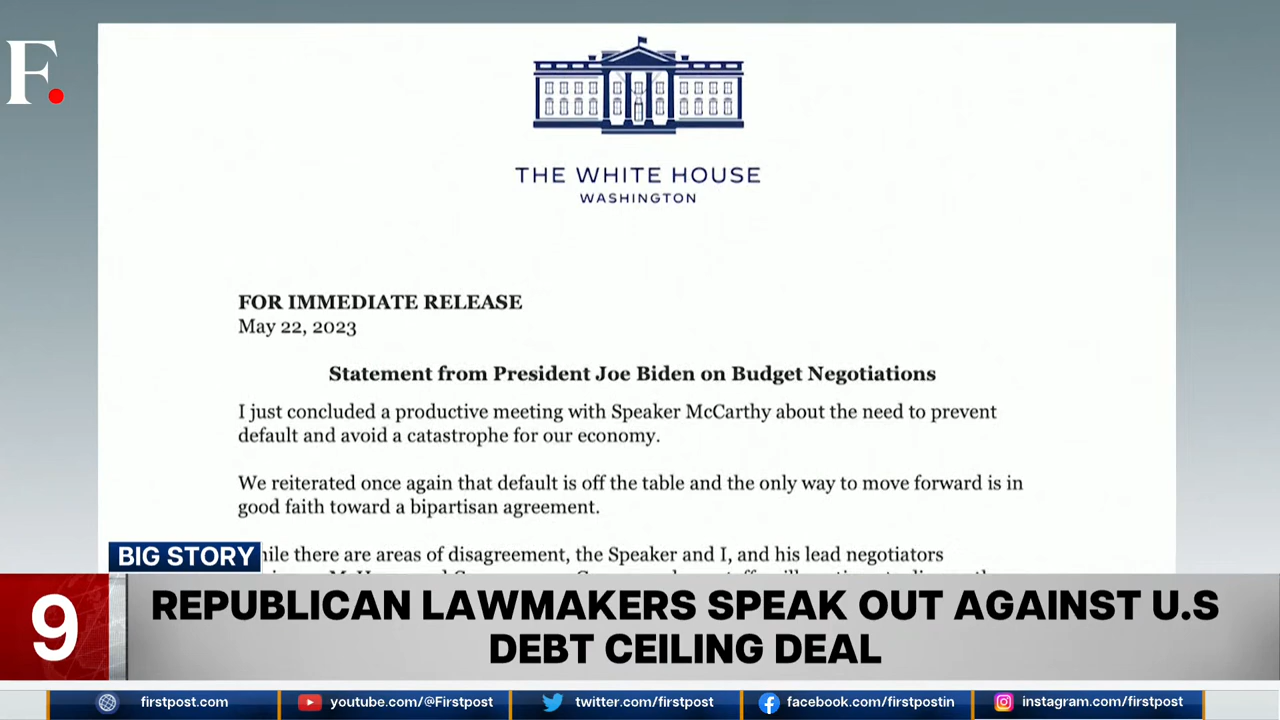 F.
THE WHITE HOUSE
WASHINGTON
FOR IMMEDIATE RELEASE
May 22, 2023
Statement from President Joe Biden on Budget Negotiations
I just concluded a productive meeting with Speaker McCarthy about the need to prevent
default and avoid a catastrophe for our economy.
We reiterated once again that default is off the table and the only way to move forward is in
good faith toward a bipartisan agreement.
there are areas of disagreement, the Speaker and I, and his lead negotiators
BIG STORY
9
REPUBLICAN LAWMAKERS SPEAK OUT AGAINST U.S
DEBT CEILING DEAL
firstpost.com
youtube.com/@Firstpost
twitter.com/firstpost
facebook.com/firstpostin
instagram.com/firstpost